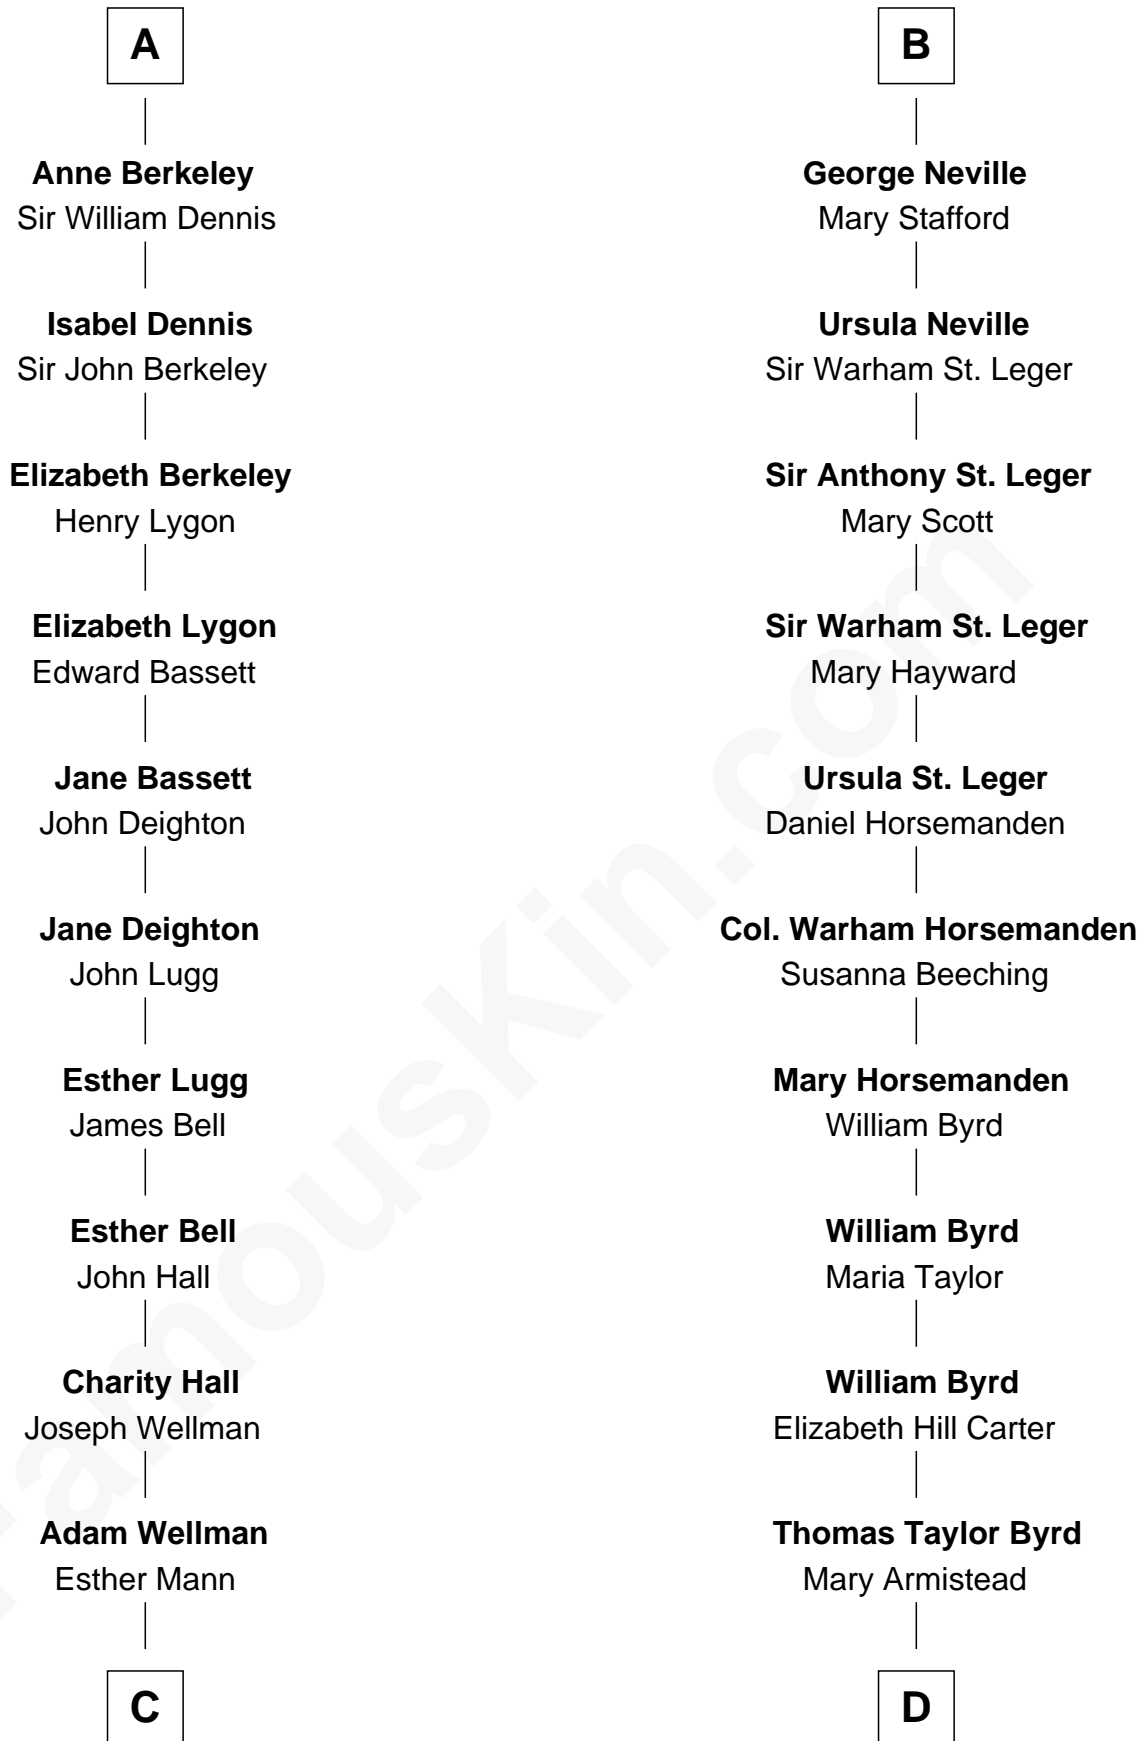 A
Anne Berkeley
Sir William Dennis
Isabel Dennis
Sir John Berkeley
Elizabeth Berkeley
Henry Lygon
Elizabeth Lygon
Edward Bassett
Jane Bassett
John Deighton
Jane Deighton
John Lugg
Esther Lugg
James Bell
Esther Bell
John Hall
Charity Hall
Joseph Wellman
Adam Wellman
Esther Mann
C
B
George Neville
Mary Stafford
Ursula Neville
Sir Warham St. Leger
Sir Anthony St. Leger
Mary Scott
Sir Warham St. Leger
Mary Hayward
Ursula St. Leger
Daniel Horsemanden
Col. Warham Horsemanden
Susanna Beeching
Mary Horsemanden
William Byrd
William Byrd
Maria Taylor
William Byrd
Elizabeth Hill Carter
Thomas Taylor Byrd
Mary Armistead
D
FamousKin.com